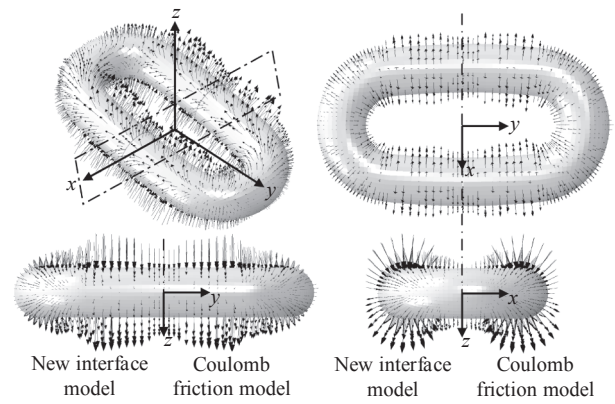 z
x
y
y
x
y
z
x
z
New interface
model
Coulomb
friction model
New interface
model
Coulomb
friction model